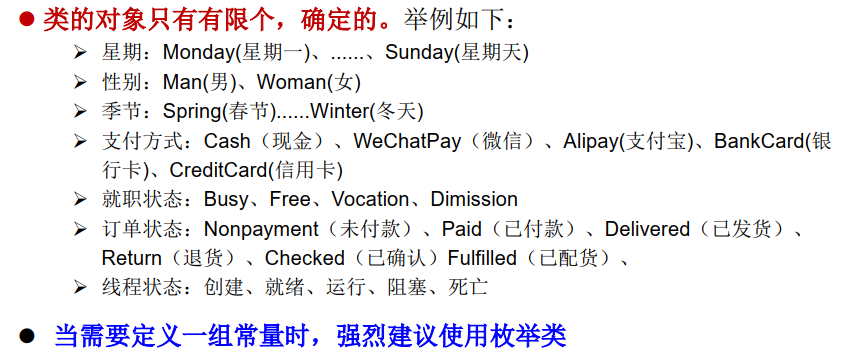 ● 类的对象只有有限个，确定的。举例如下：
➢ 星期：Monday(星期一)、......、Sunday(星期天)
➢ 性别：Man(男)、Woman(女)
➢ 季节：Spring(春节)......Winter(冬天)
➢ 支付方式：Cash（现金）、WeChatPay（微信）、Alipay(支付宝)、BankCard(银
行卡)、CreditCard(信用卡)
➢ 就职状态：Busy、Free、Vocation、Dimission
➢ 订单状态：Nonpayment（未付款）、Paid（已付款）、Delivered（已发货）、
Return（退货）、Checked（已确认）Fulfilled（已配货）、
➢ 线程状态：创建、就绪、运行、阻塞、死亡
● 当需要定义一组常量时，强烈建议使用枚举类